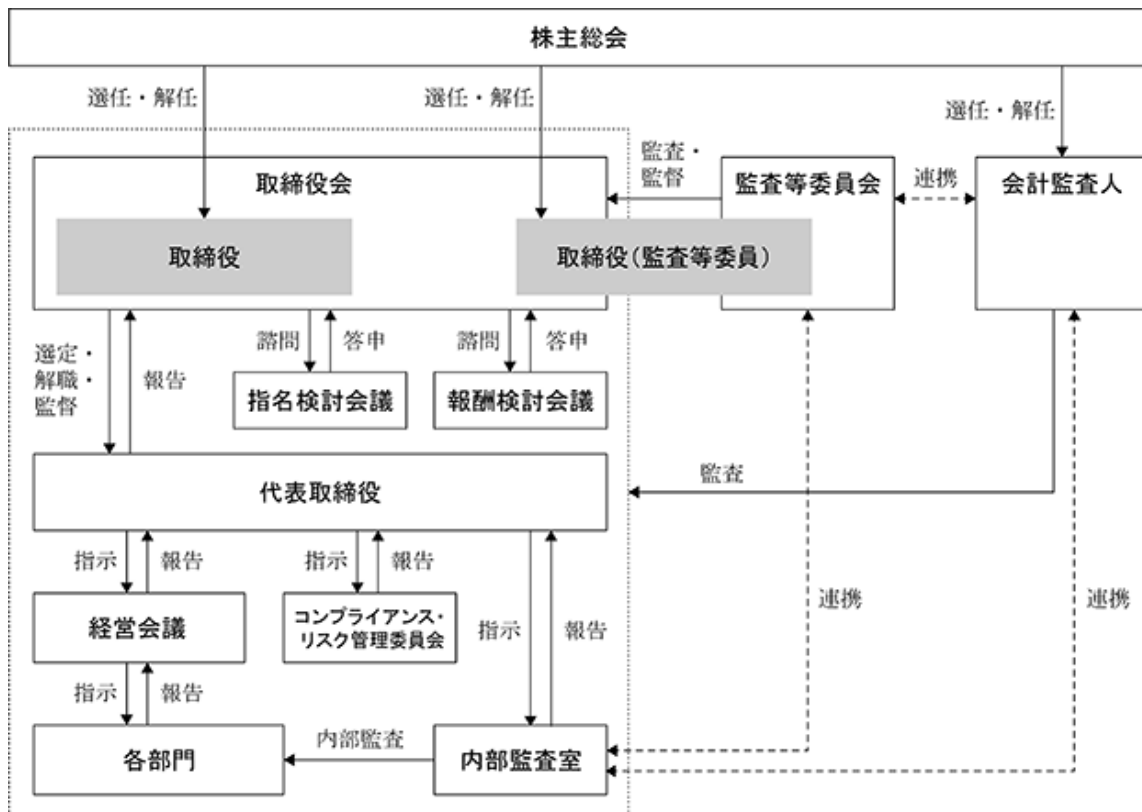 株主総会
選任・解任
選任・解任
選任・解任
取締役会
監査・
監督
監査等委員会
連携
会計監査人
取締役
取締役（監査等委員）
選定・
解職・
監督
報告
諮問
答申
諮問
答申
指名検討会議
報酬検討会議
代表取締役
監査
指示
報告
指示
報告
指示
報告
連携
経営会議
コンプライアンス・
リスク管理委員会
指示
報告
各部門
内部監査
内部監査室